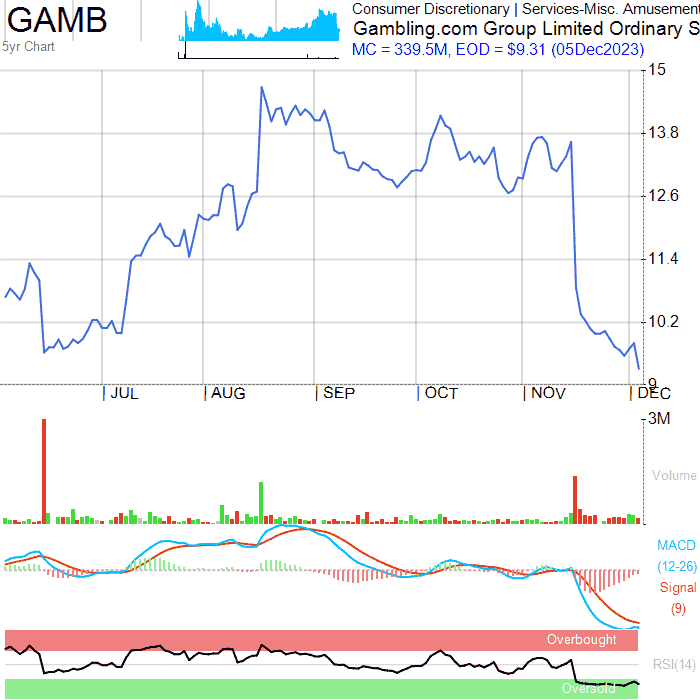 GAMB
5yr Chart
Consumer Discretionary | Services-Misc. Amusement
Gambling.com Group Limited Ordinary S
MC = 339.5M, EOD = $9.31 (05Dec2023)
15
13.8
12.6
11.4
10.2
9
| JUL | AUG | SEP | OCT | NOV | DEC
3M
Volume
MACD
(12-26)
Signal
(9)
Overbought
RSI(14)
Oversold